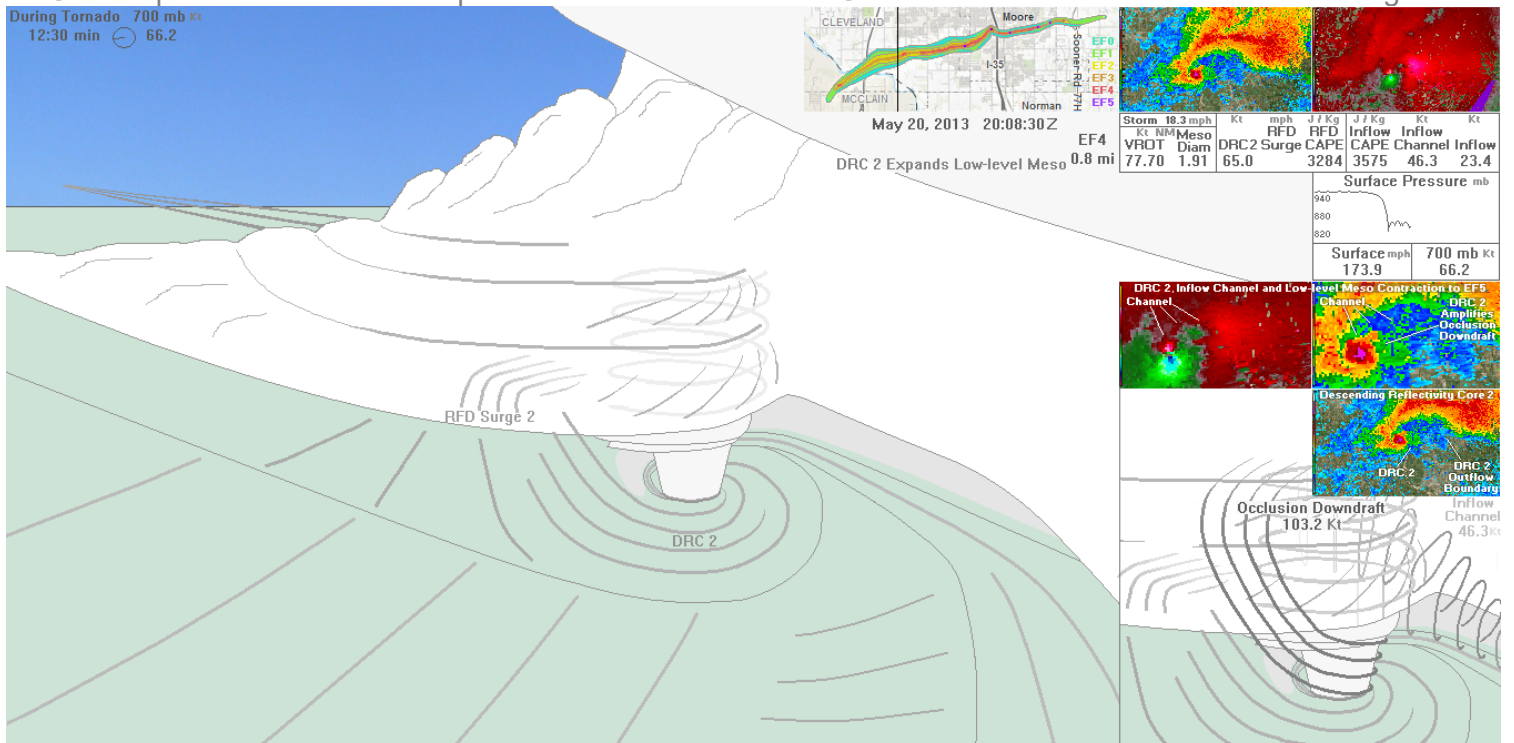 During Tornado 700 mb Kt
12:30 min 66.2
CLEVELAND
Moore
I-35
MCCLAIN
Norman
Sooner Rd 77H
EF0
EF1
EF2
EF3
EF4
EF5
May 20, 2013 20:08:30Z
EF4
0.8 mi
DRC 2 Expands Low-level Meso
Storm 18.3 mph
Kt NM
VROT Meso Diam
77.70 1.91
Kt mph J / Kg
DRC2 RFD Surge RFD CAPE
65.0 3284
J / Kg Kt Kt
Inflow CAPE Inflow Channel Inflow
3575 46.3 23.4
Surface Pressure mb
940
880
820
Surface mph 700 mb Kt
173.9 66.2
DRC 2, Inflow Channel and Low-level Meso Contraction to EF5
Channel
Channel
DRC 2
Amplifies
Occlusion
Downdraft
Descending Reflectivity Core 2
DRC 2
DRC 2
Outflow
Boundary
RFD Surge 2
DRC 2
Occlusion Downdraft
103.2 Kt
Inflow
Channel
46.3 Kt